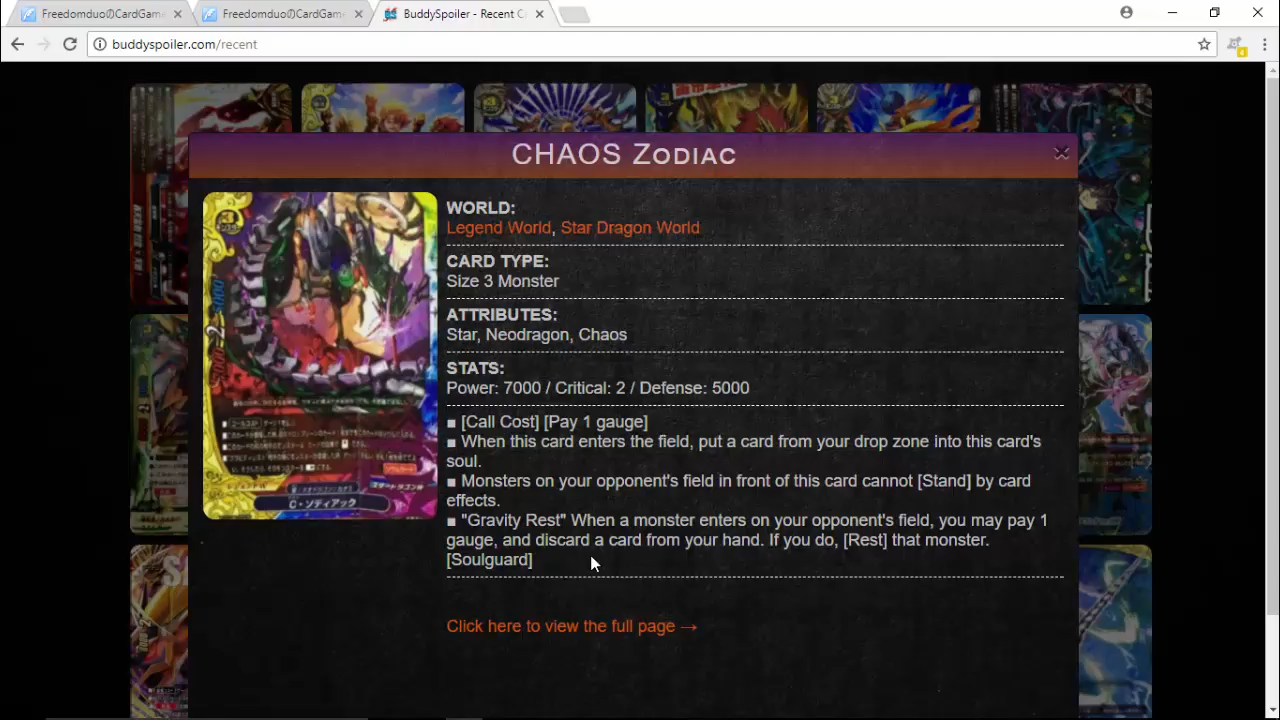 Freedomduo(l)CardGame
Freedomduo(l)CardGame
BuddySpoiler - Recent C
buddyspoiler.com/recent
CHAOS Zodiac
WORLD:
Legend World, Star Dragon World
CARD TYPE:
Size 3 Monster
ATTRIBUTES:
Star, Neodragon, Chaos
STATS:
Power: 7000 / Critical: 2 / Defense: 5000
■ [Call Cost] [Pay 1 gauge]
■ When this card enters the field, put a card from your drop zone into this card's
soul.
■ Monsters on your opponent's field in front of this card cannot [Stand] by card
effects.
■ "Gravity Rest" When a monster enters on your opponent's field, you may pay 1
gauge, and discard a card from your hand. If you do, [Rest] that monster.
[Soulguard]
Click here to view the full page →
C・ゾディアック